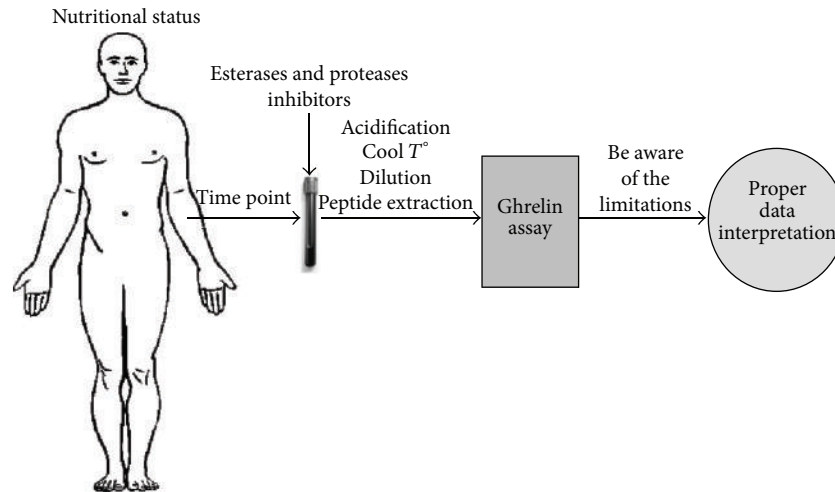 Nutritional status
Esterases and proteases
inhibitors
Time point
Acidification
Cool T°
Dilution
Peptide extraction
Ghrelin
assay
Be aware
of the
limitations
Proper
data
interpretation